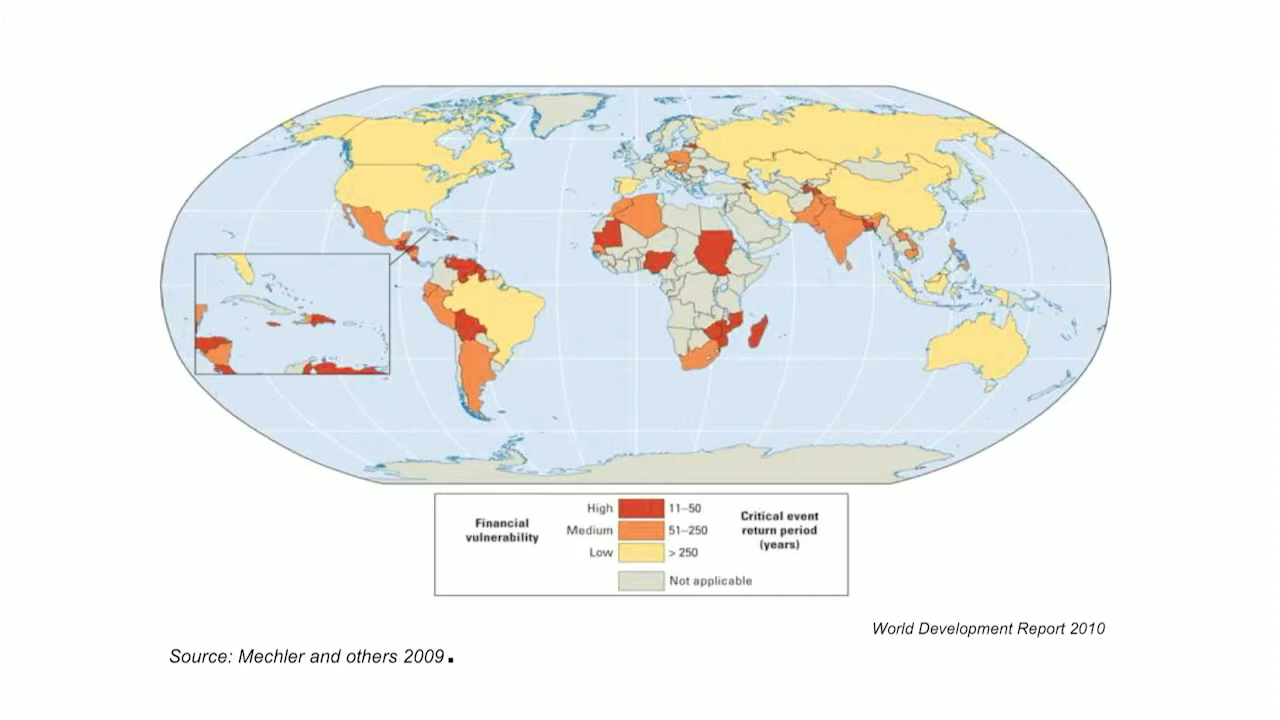 Financial
vulnerability
High
Medium
Low
11–50
51–250
> 250
Not applicable
Critical event
return period
(years)
World Development Report 2010
Source: Mechler and others 2009.